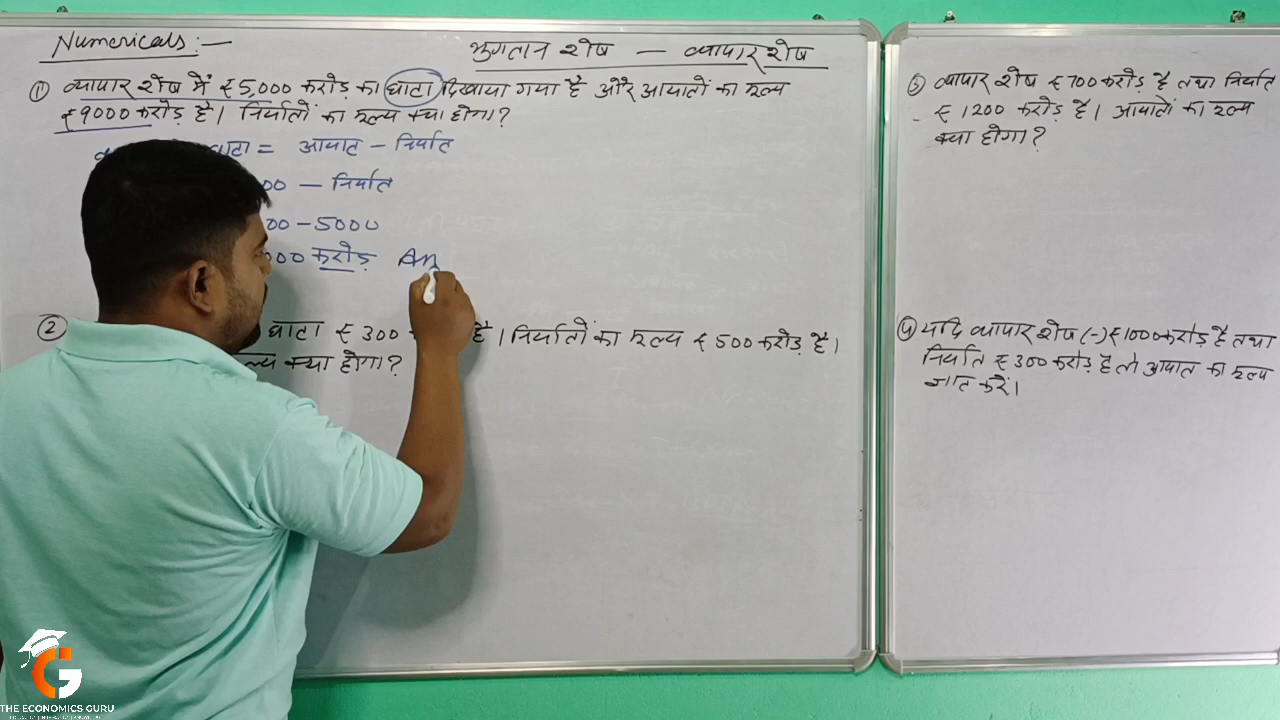 Numericals:—
भुगतान शेष — व्यापार शेष
① व्यापार शेष में ₹5,000 करोड़ का घाटा दिखाया गया है और आयातों का मूल्य
₹9000 करोड़ है। निर्यातों का मूल्य क्या होगा?
घाटा = आयात - निर्यात
00 — निर्यात
00 - 5000
000 करोड़ An
② घाटा ₹ 300 है। निर्यातों का मूल्य ₹ 500 करोड़ है।
क्या होगा?
③ व्यापार शेष ₹700 करोड़ है तथा निर्यात
₹ 1200 करोड़ है। आयातों का मूल्य
क्या होगा?
④ यदि व्यापार शेष (-) ₹1000 करोड़ है तथा
निर्यात ₹ 300 करोड़ है तो आयात का मूल्य
ज्ञात करें।
THE ECONOMICS GURU